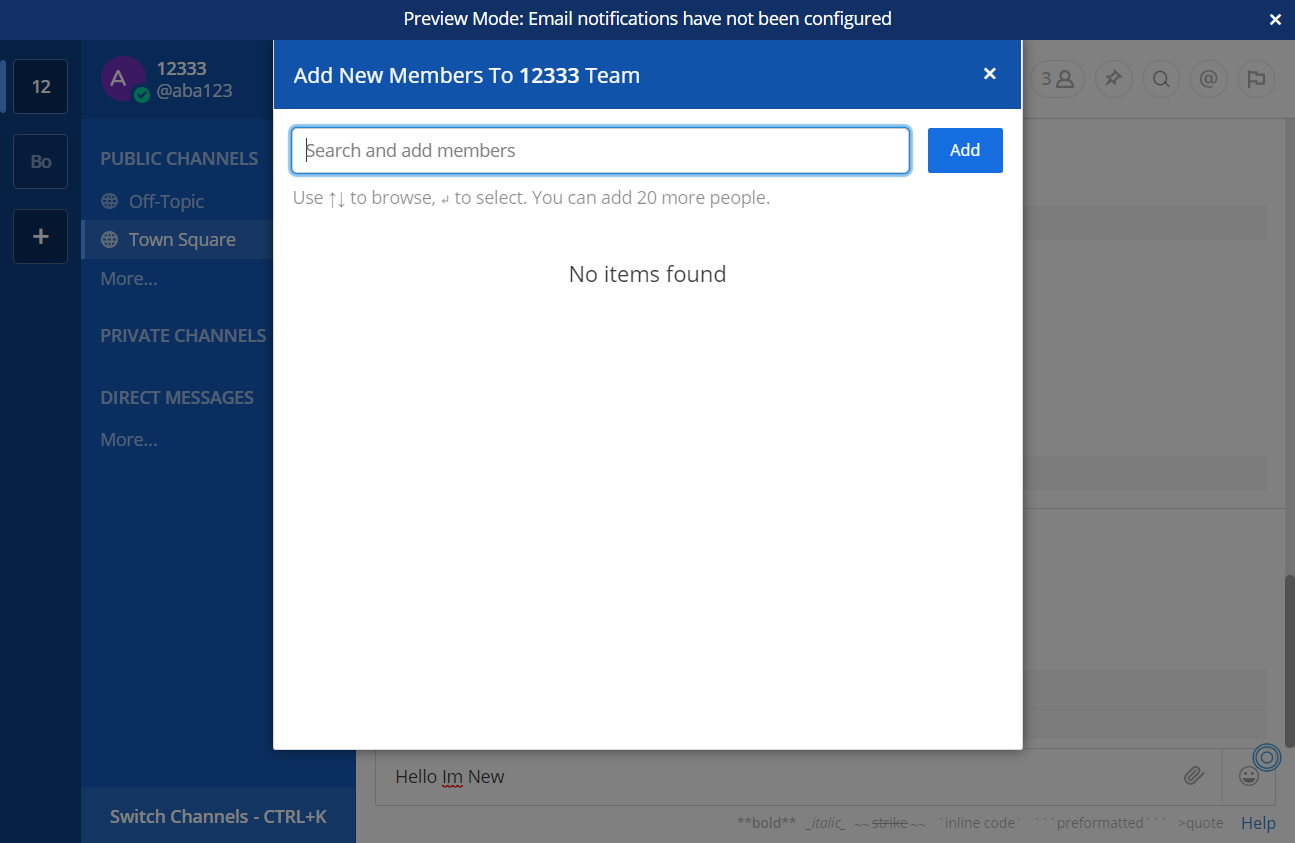 Preview Mode: Email notifications have not been configured ×
12
Bo
+
A
12333
@aba123
PUBLIC CHANNELS
Off-Topic
Town Square
More...
PRIVATE CHANNELS
DIRECT MESSAGES
More...
Switch Channels - CTRL+K
Add New Members To 12333 Team ×
Search and add members
Add
Use ↑↓ to browse, ↵ to select. You can add 20 more people.
No items found
3
@
Hello Im New
**bold** _italic_ ~~strike~~ `inline code` ```preformatted``` >quote Help